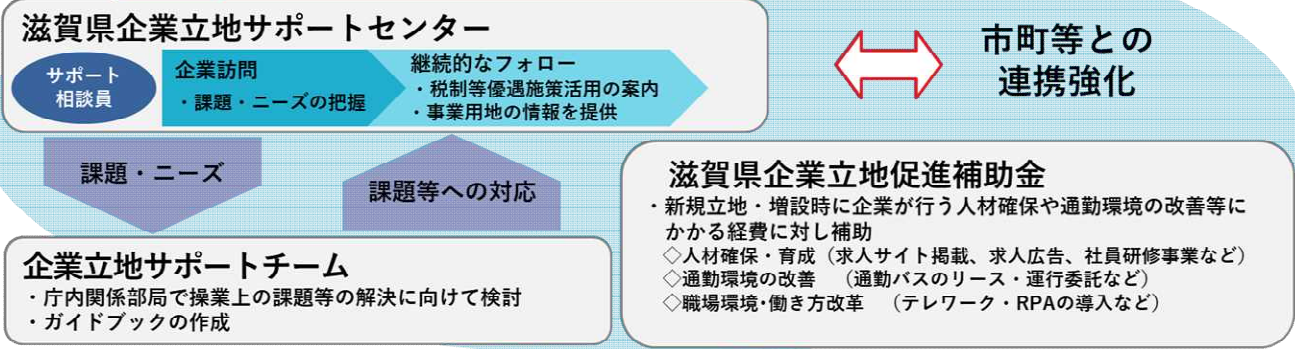 滋賀県企業立地サポートセンター
サポート
相談員
企業訪問
・課題・ニーズの把握
継続的なフォロー
・税制等優遇施策活用の案内
・事業用地の情報を提供
市町等との
連携強化
課題・ニーズ
課題等への対応
企業立地サポートチーム
・庁内関係部局で操業上の課題等の解決に向けて検討
・ガイドブックの作成
滋賀県企業立地促進補助金
・新規立地・増設時に企業が行う人材確保や通勤環境の改善等に
かかる経費に対し補助
◇人材確保・育成（求人サイト掲載、求人広告、社員研修事業など）
◇通勤環境の改善　（通勤バスのリース・運行委託など）
◇職場環境･働き方改革　（テレワーク・RPAの導入など）